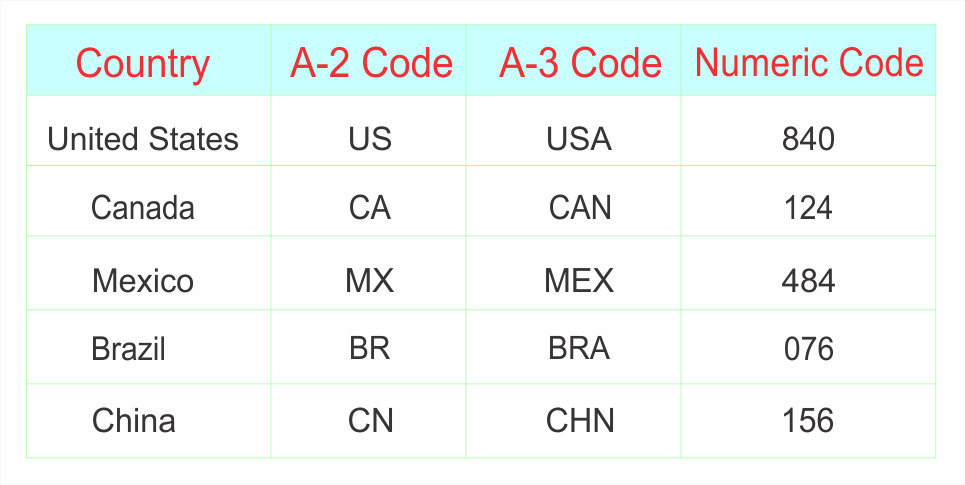 Country A-2 Code A-3 Code Numeric Code
United States US USA 840
Canada CA CAN 124
Mexico MX MEX 484
Brazil BR BRA 076
China CN CHN 156